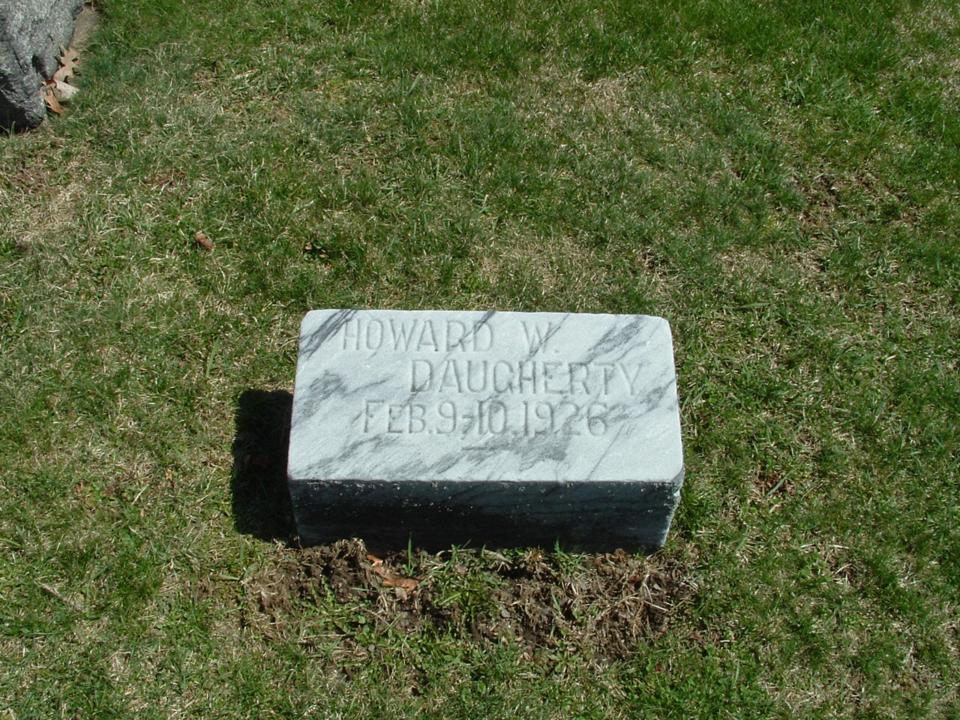 HOWARD W.
DAUGHERTY
FEB. 9-10, 1926